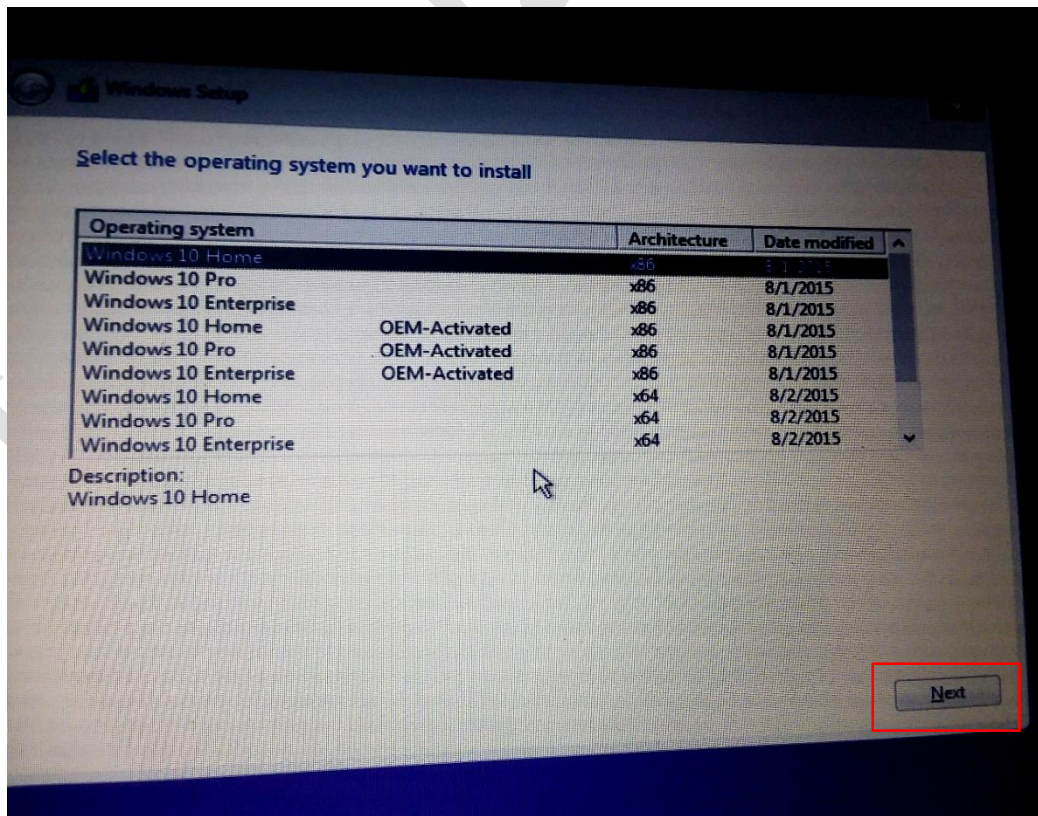 Windows Setup
Select the operating system you want to install
Operating system Architecture Date modified
Windows 10 Home x86 8/1/2015
Windows 10 Pro x86 8/1/2015
Windows 10 Enterprise x86 8/1/2015
Windows 10 Home OEM-Activated x86 8/1/2015
Windows 10 Pro OEM-Activated x86 8/1/2015
Windows 10 Enterprise OEM-Activated x86 8/1/2015
Windows 10 Home x64 8/2/2015
Windows 10 Pro x64 8/2/2015
Windows 10 Enterprise x64 8/2/2015
Description:
Windows 10 Home
Next